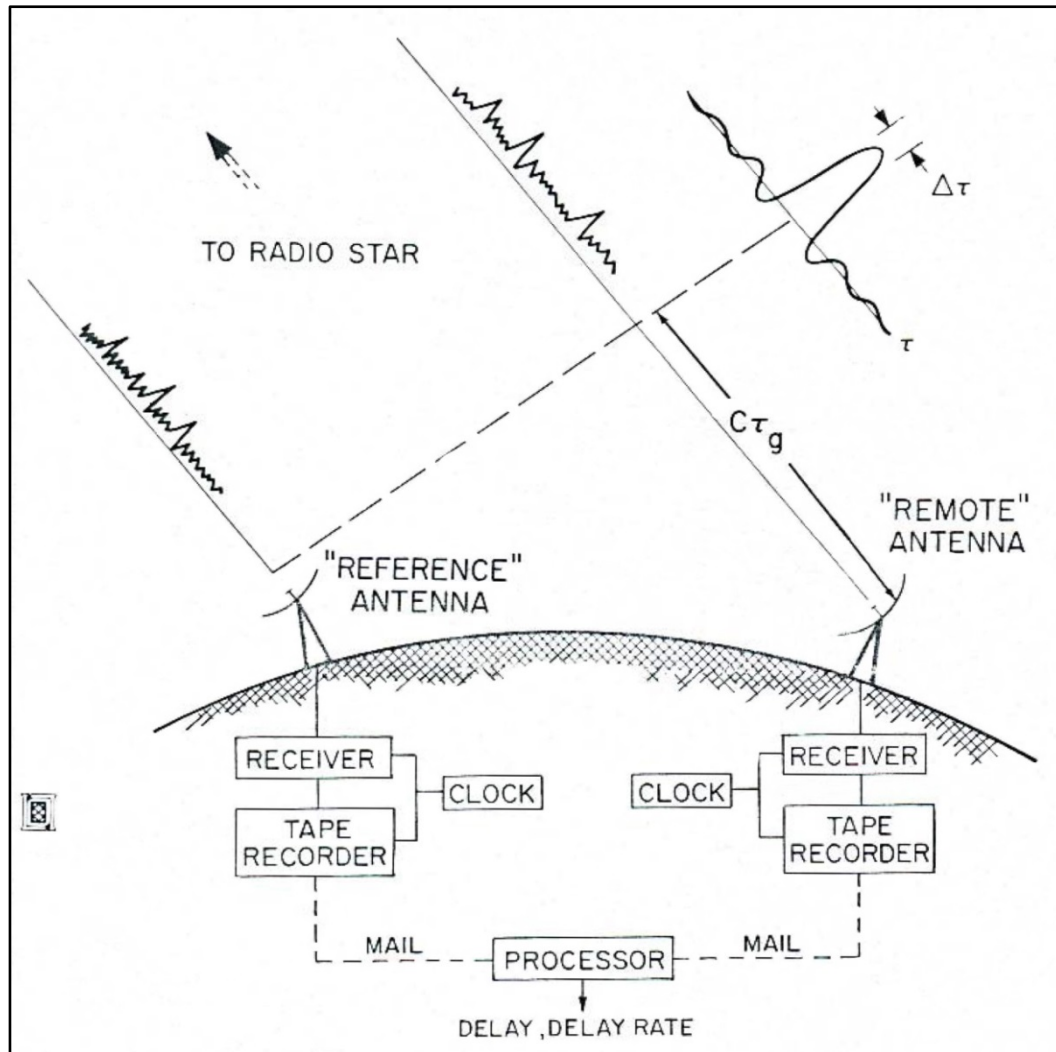 Δτ
TO RADIO STAR
τ
Cτg
"REMOTE"
ANTENNA
"REFERENCE"
ANTENNA
RECEIVER
CLOCK
TAPE
RECORDER
RECEIVER
CLOCK
TAPE
RECORDER
MAIL
PROCESSOR
MAIL
DELAY, DELAY RATE